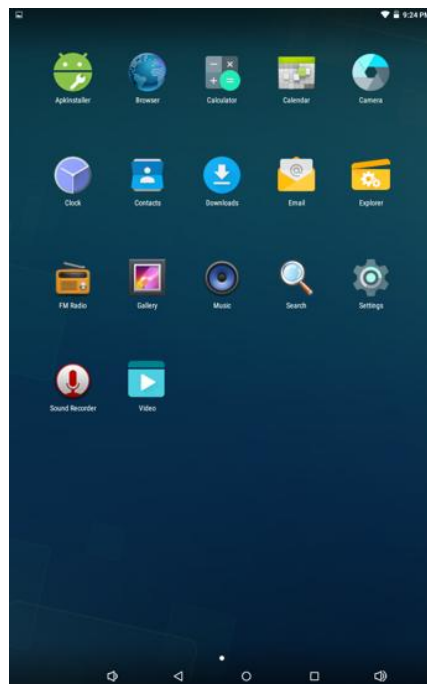 9:24 PM
ApkInstaller Browser Calculator Calendar Camera
Clock Contacts Downloads Email Explorer
FM Radio Gallery Music Search Settings
Sound Recorder Video